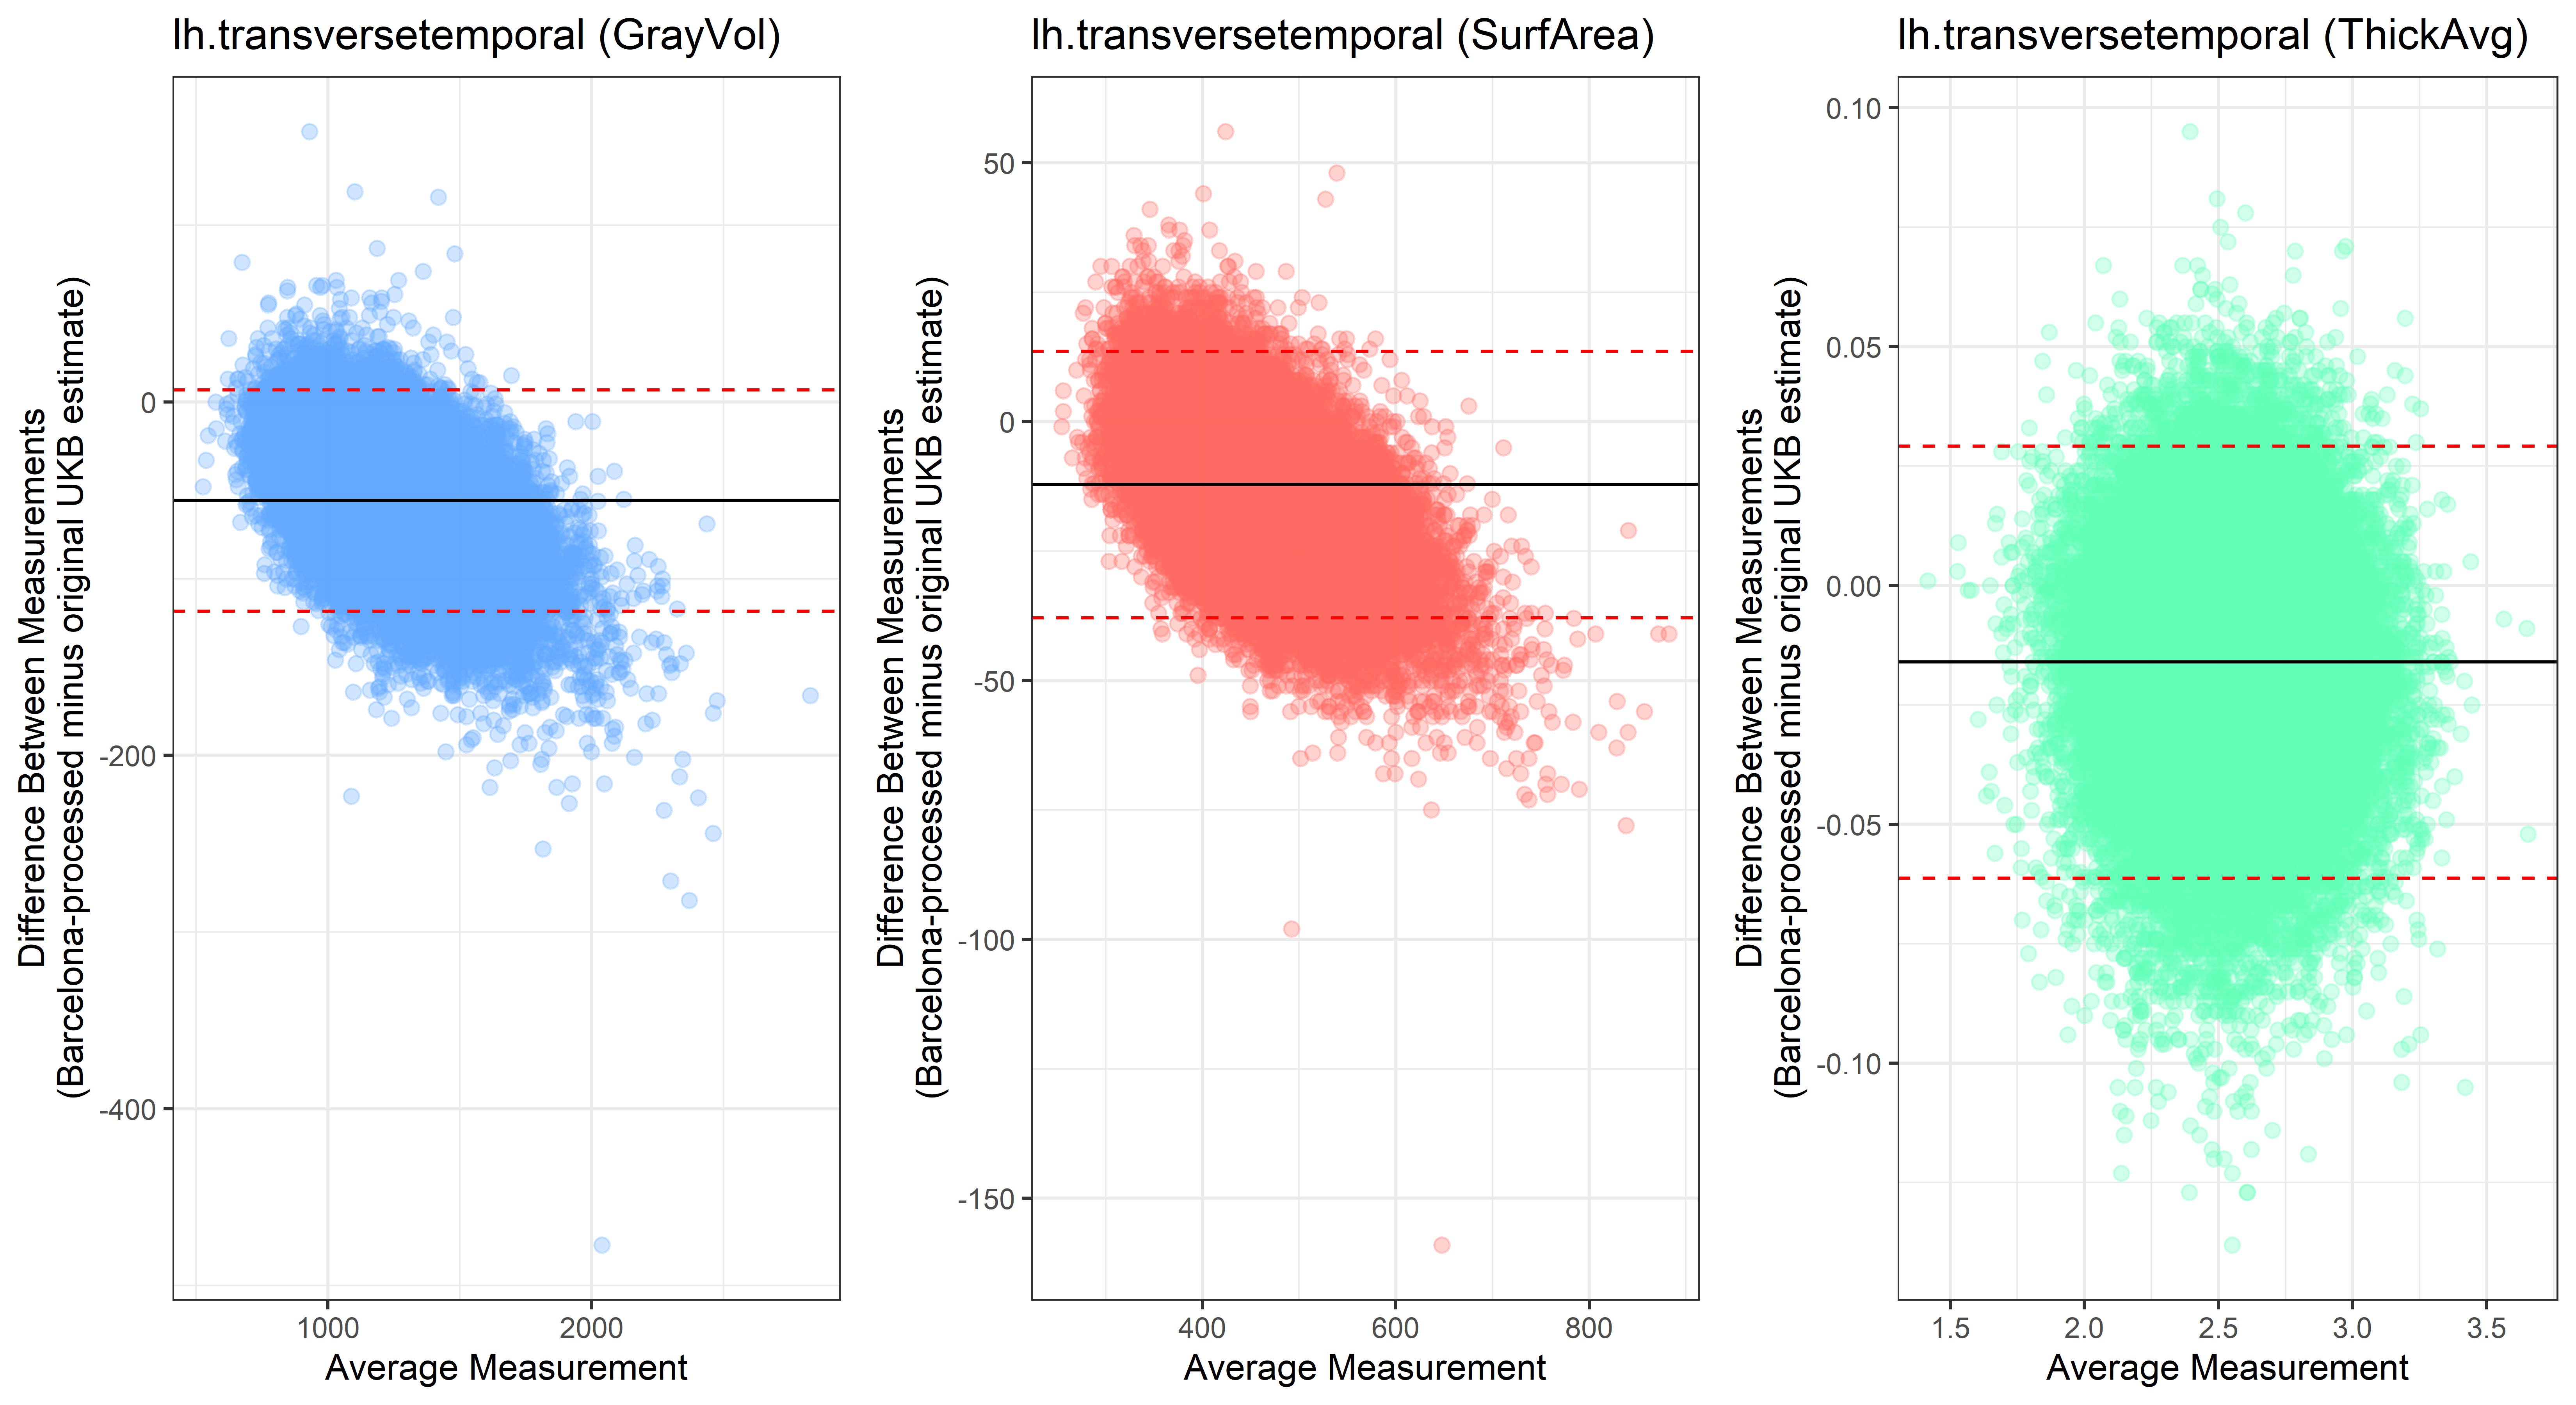 lh.transversetemporal (GrayVol)
Difference Between Measurements
(Barcelona-processed minus original UKB estimate)
0
-200
-400
1000
2000
Average Measurement
lh.transversetemporal (SurfArea)
Difference Between Measurements
(Barcelona-processed minus original UKB estimate)
50
0
-50
-100
-150
400
600
800
Average Measurement
lh.transversetemporal (ThickAvg)
Difference Between Measurements
(Barcelona-processed minus original UKB estimate)
0.10
0.05
0.00
-0.05
-0.10
1.5
2.0
2.5
3.0
3.5
Average Measurement